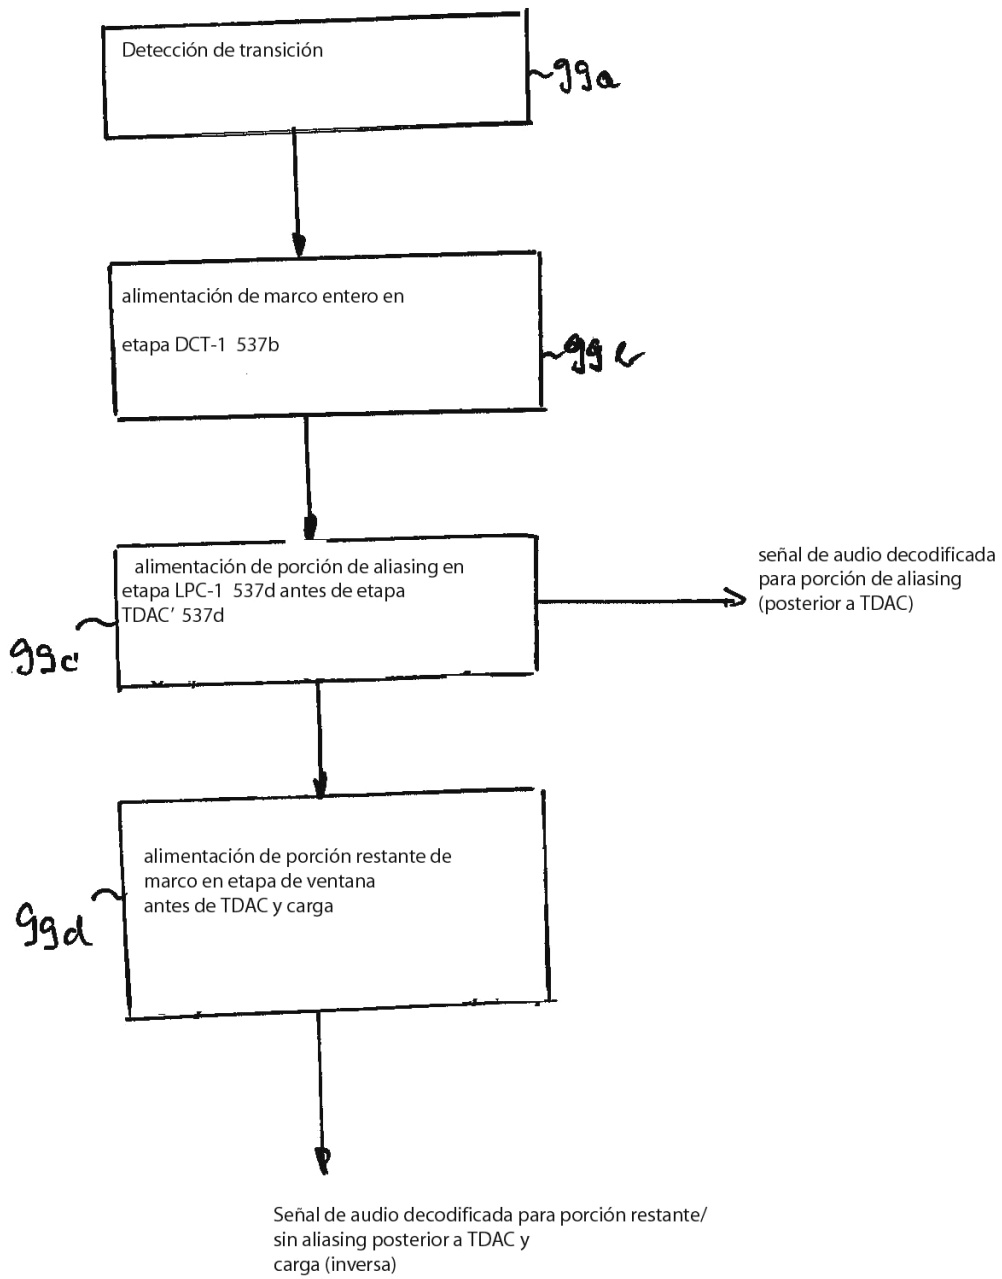 Detección de transición
99a
alimentación de marco entero en
etapa DCT-1 537b
alimentación de porción de aliasing en
etapa LPC-1 537d antes de etapa
TDAC’ 537d
99c
señal de audio decodificada
para porción de aliasing
(posterior a TDAC)
alimentación de porción restante de
marco en etapa de ventana
antes de TDAC y carga
99d
Señal de audio decodificada para porción restante/
sin aliasing posterior a TDAC y
carga (inversa)